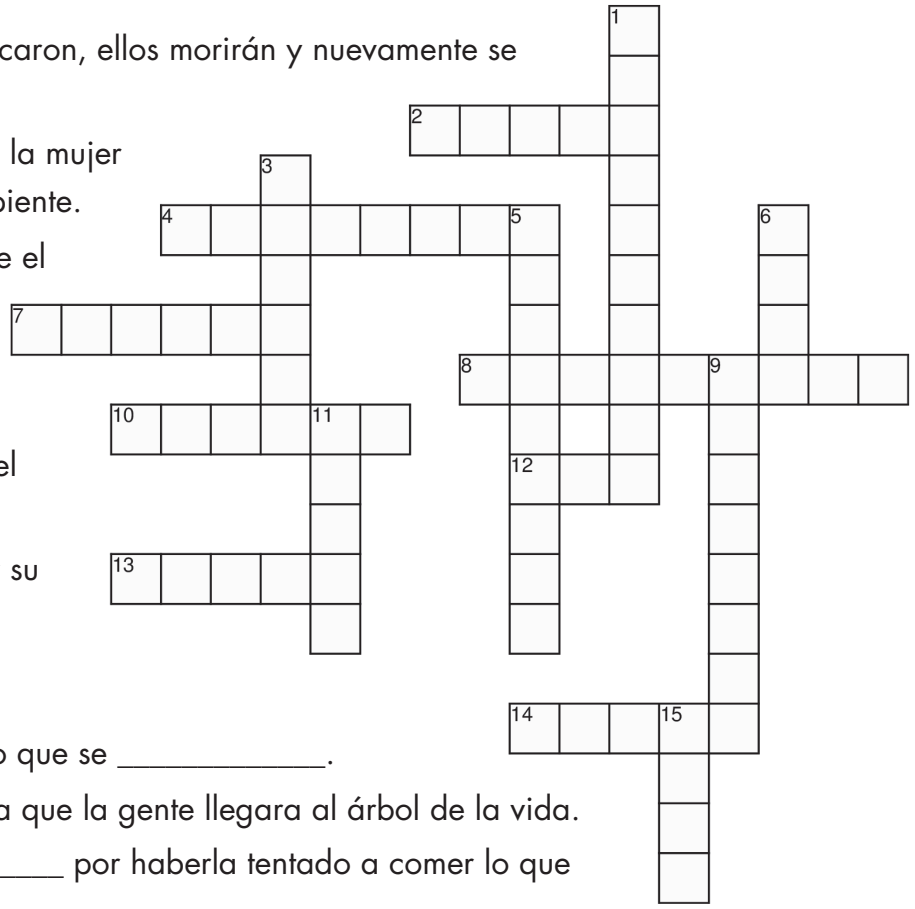 1
caron, ellos morirán y nuevamente se
2
la mujer
3
piente.
4 5 6
e el
7
8 9
10 11
el
12
su
13
14 15
o que se _____________.
a que la gente llegara al árbol de la vida.
____ por haberla tentado a comer lo que